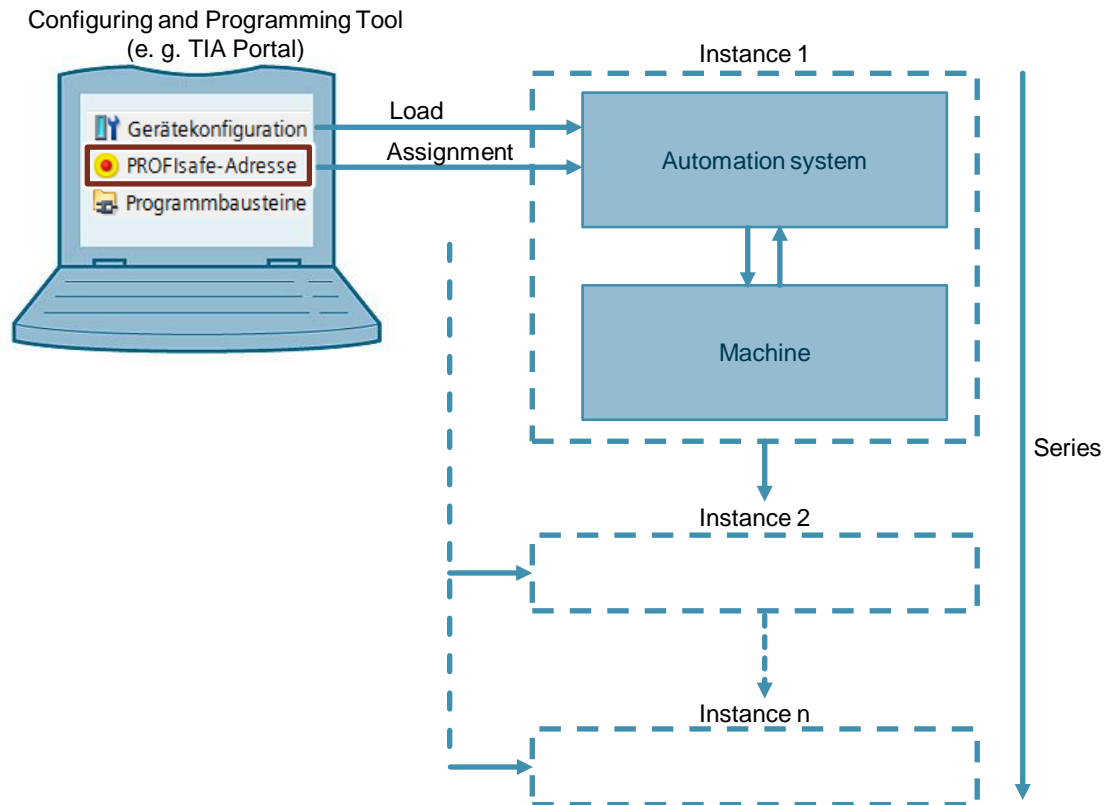 Configuring and Programming Tool
(e. g. TIA Portal)
Gerätekonfiguration
PROFIsafe-Adresse
Programmbausteine
Load
Assignment
Instance 1
Automation system
Machine
Series
Instance 2
Instance n